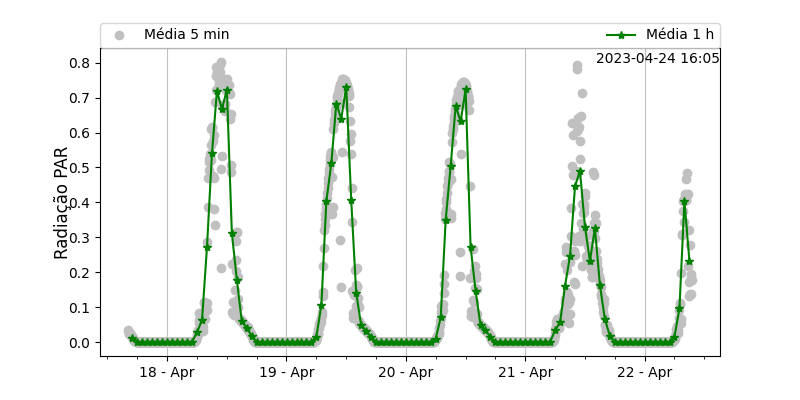 Média 5 min
Média 1 h
2023-04-24 16:05
Radiação PAR
0.8
0.7
0.6
0.5
0.4
0.3
0.2
0.1
0.0
18 - Apr
19 - Apr
20 - Apr
21 - Apr
22 - Apr